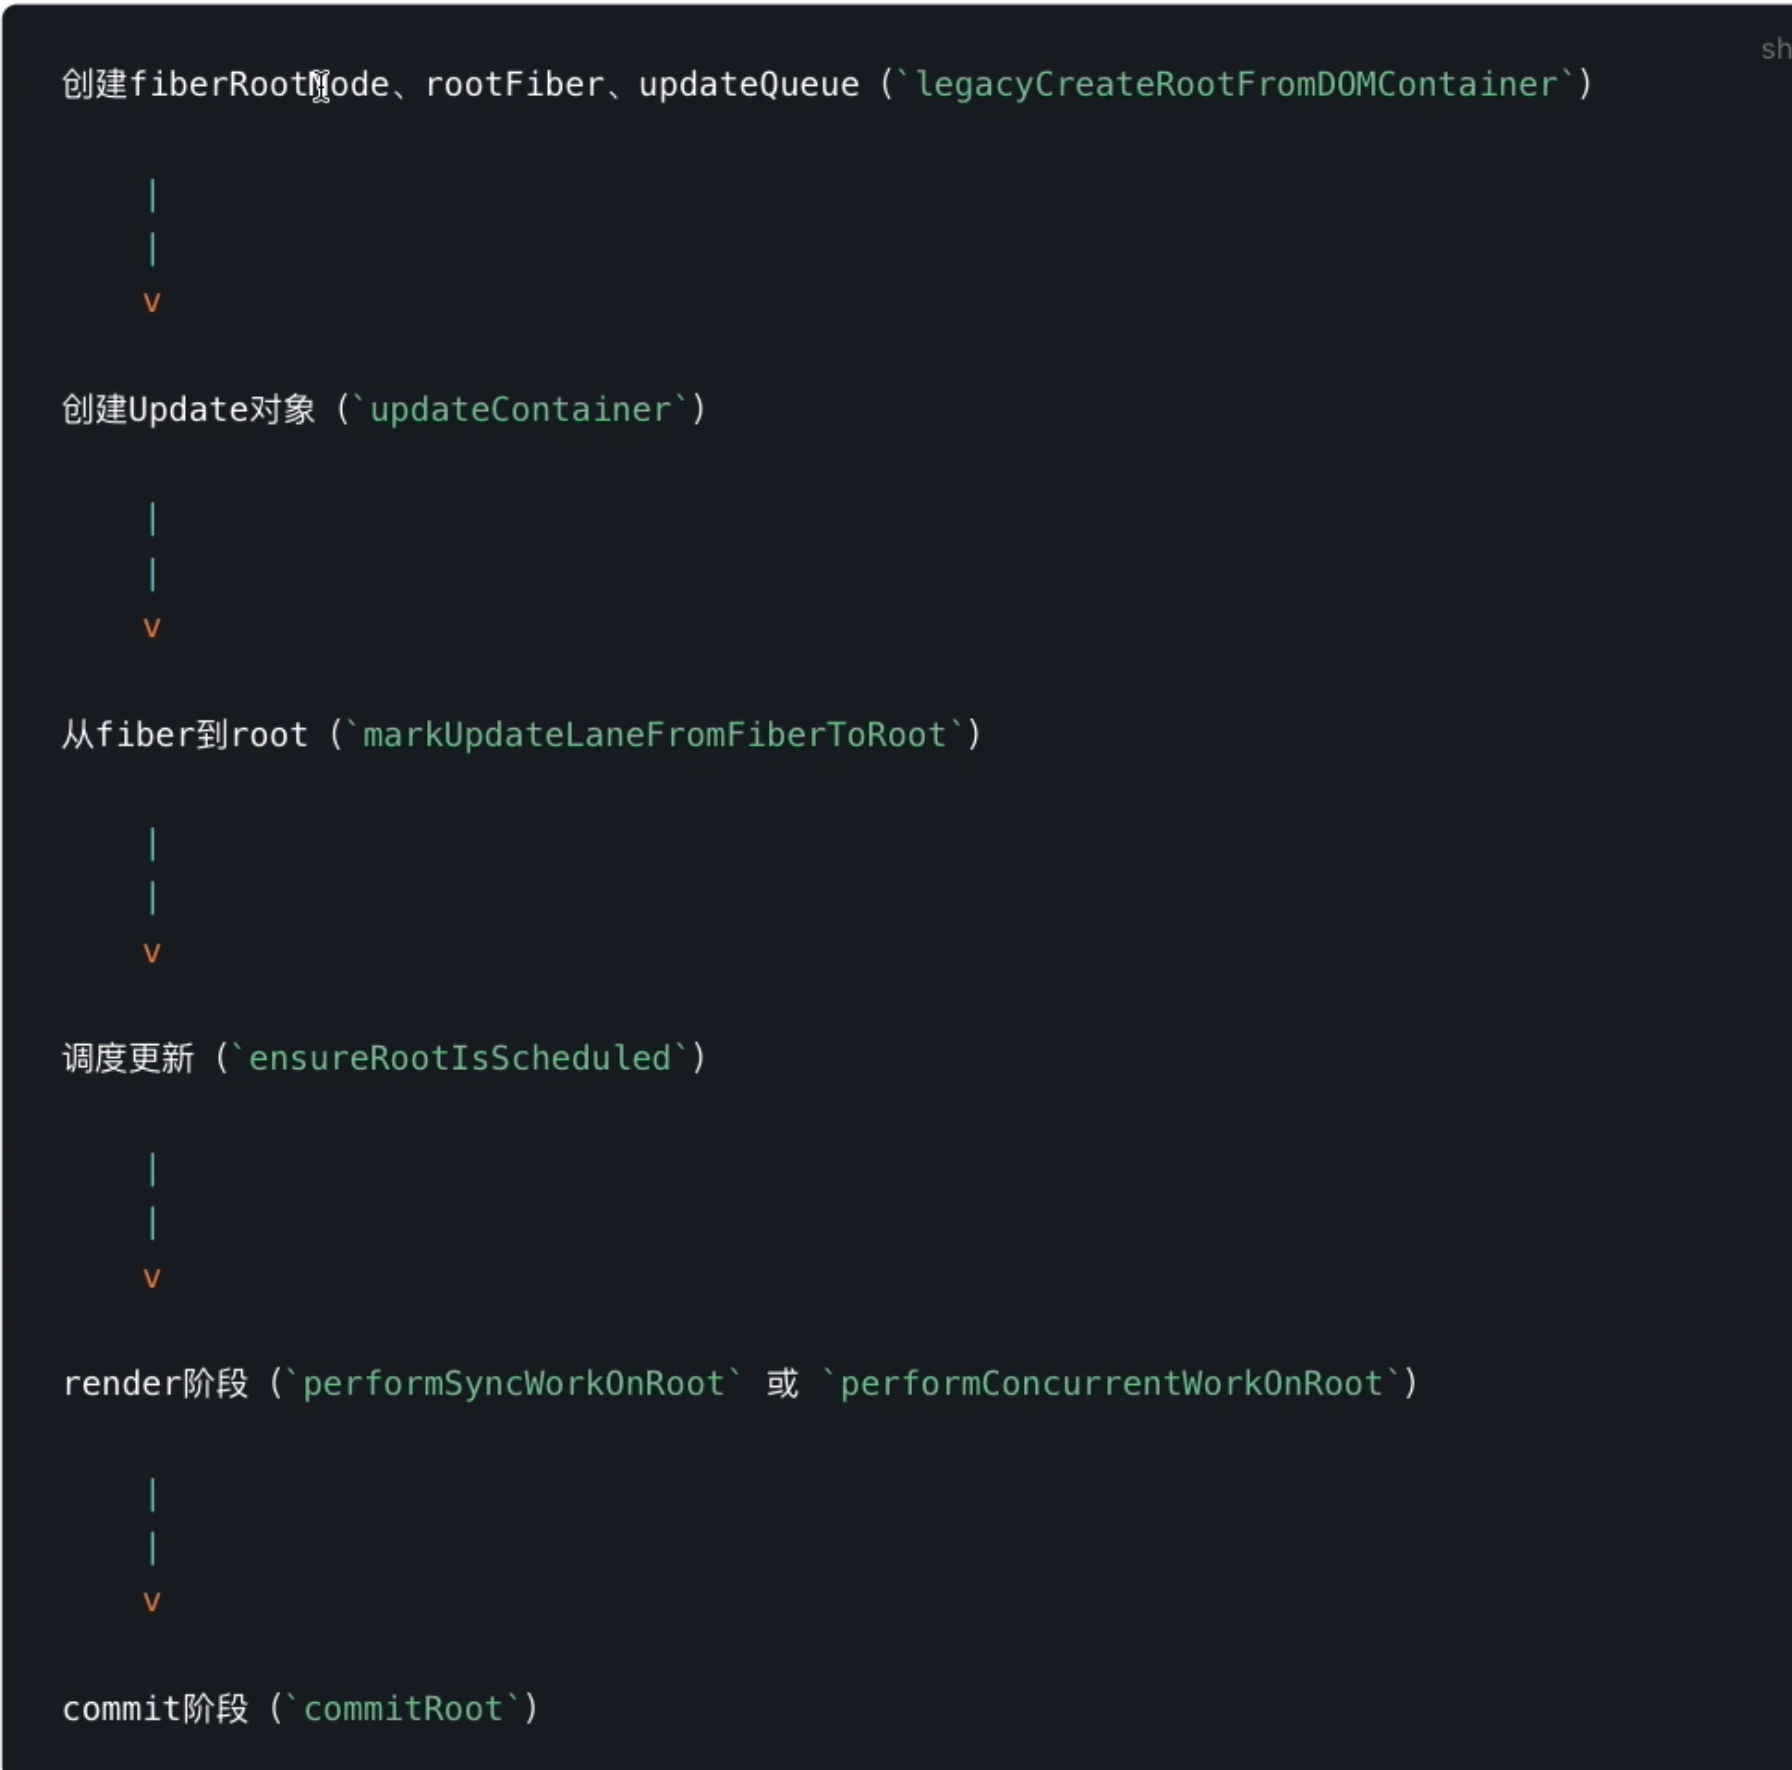 sh
创建fiberRootNode、rootFiber、updateQueue (`legacyCreateRootFromDOMContainer`)
|
|
v
创建Update对象 (`updateContainer`)
|
|
v
从fiber到root (`markUpdateLaneFromFiberToRoot`)
|
|
v
调度更新 (`ensureRootIsScheduled`)
|
|
v
render阶段 (`performSyncWorkOnRoot` 或 `performConcurrentWorkOnRoot`)
|
|
v
commit阶段 (`commitRoot`)